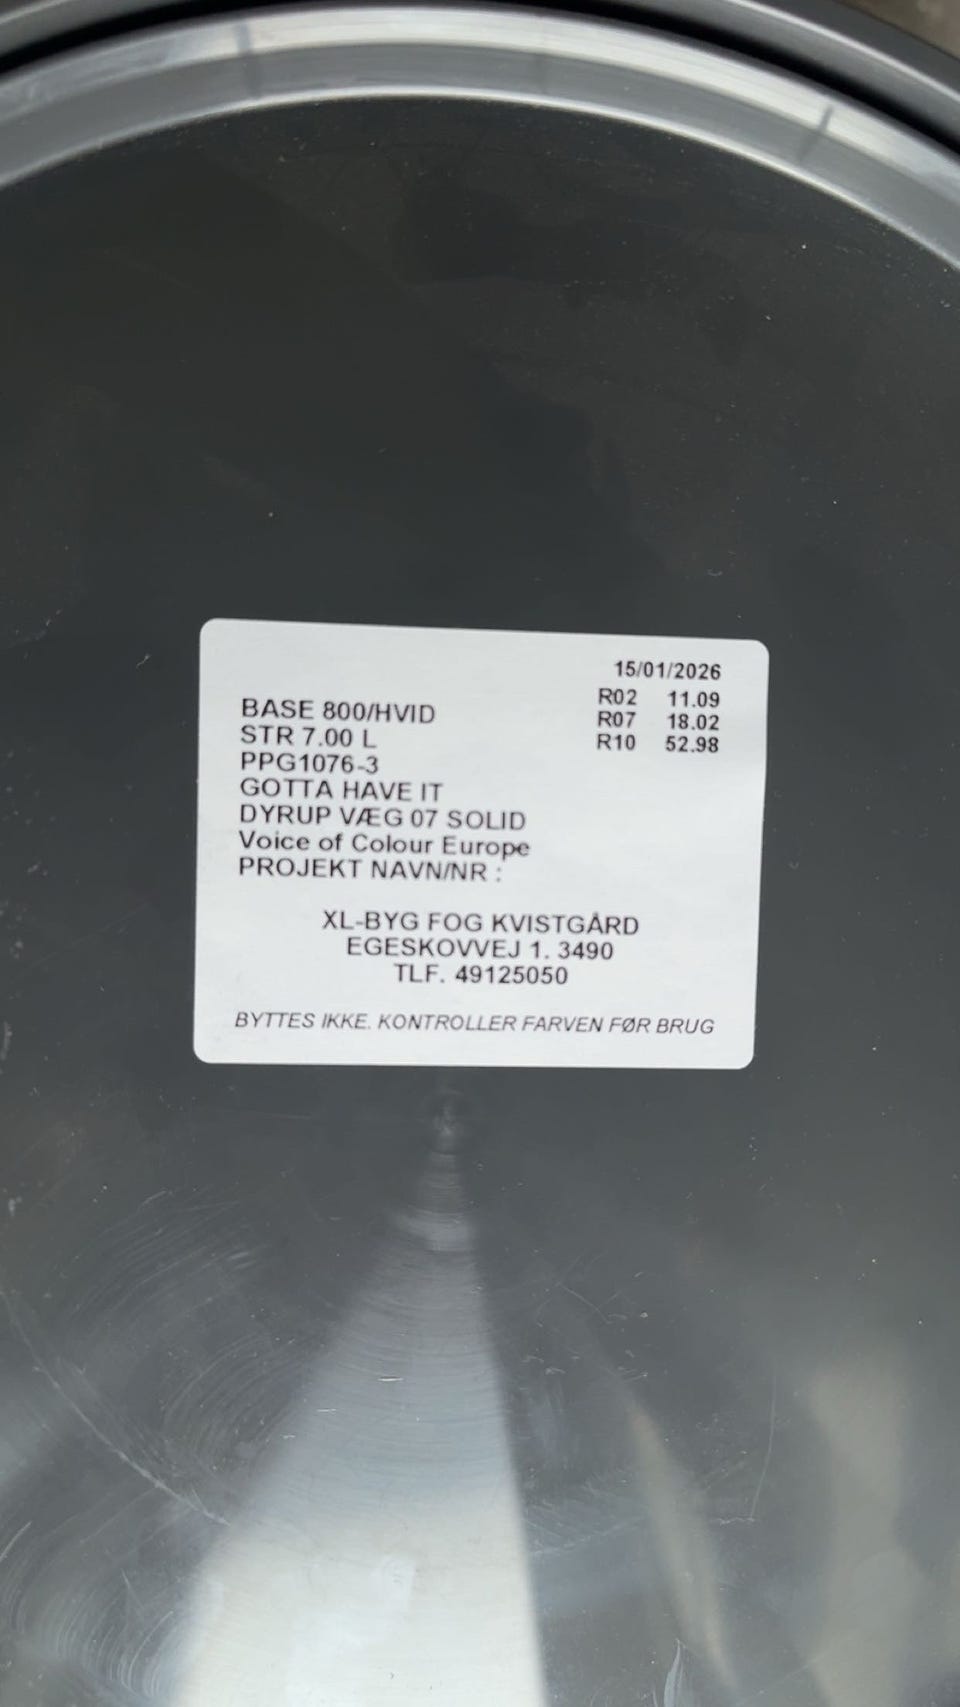 15/01/2026
R02 11.09
R07 18.02
R10 52.98
BASE 800/HVID
STR 7.00 L
PPG1076-3
GOTTA HAVE IT
DYRUP VÆG 07 SOLID
Voice of Colour Europe
PROJEKT NAVN/NR :
XL-BYG FOG KVISTGÅRD
EGESKOVVEJ 1. 3490
TLF. 49125050
BYTTES IKKE. KONTROLLER FARVEN FØR BRUG